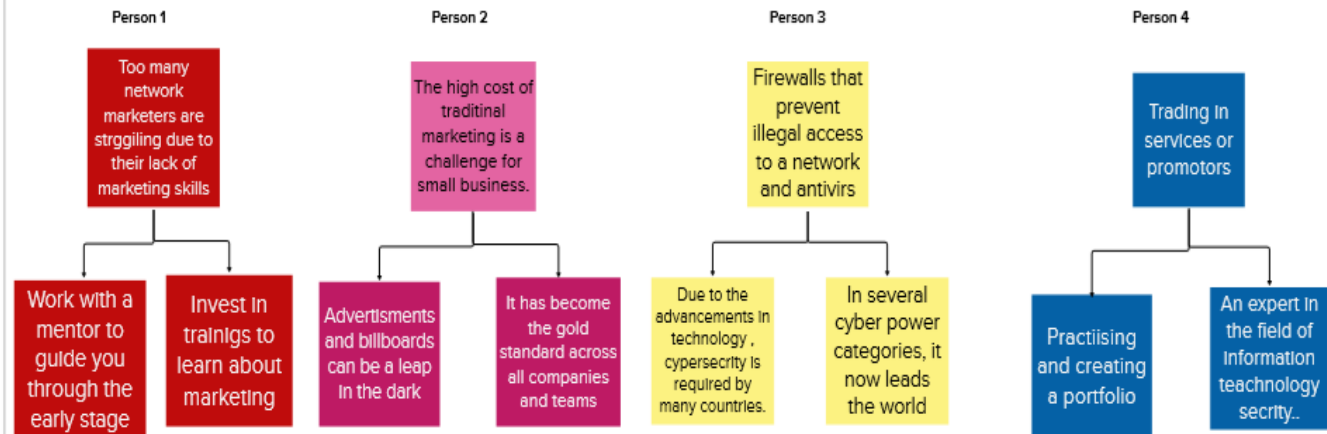 Person 1
Person 2
Person 3
Person 4
Too many
network
marketers are
strggiling due to
their lack of
marketing skills
The high cost of
traditinal
marketing is a
challenge for
small business.
Firewalls that
prevent
illegal access
to a network
and antivirs
Trading in
services or
promotors
Work with a
mentor to
guide you
through the
early stage
Invest in
trainigs to
learn about
marketing
Advertisments
and billboards
can be a leap
in the dark
It has become
the gold
standard across
all companies
and teams
Due to the
advancements in
technology ,
cypersecrity is
required by
many countries.
In several
cyber power
categories, it
now leads
the world
Practiising
and creating
a portfolio
An expert in
the field of
information
teachnology
secrity..